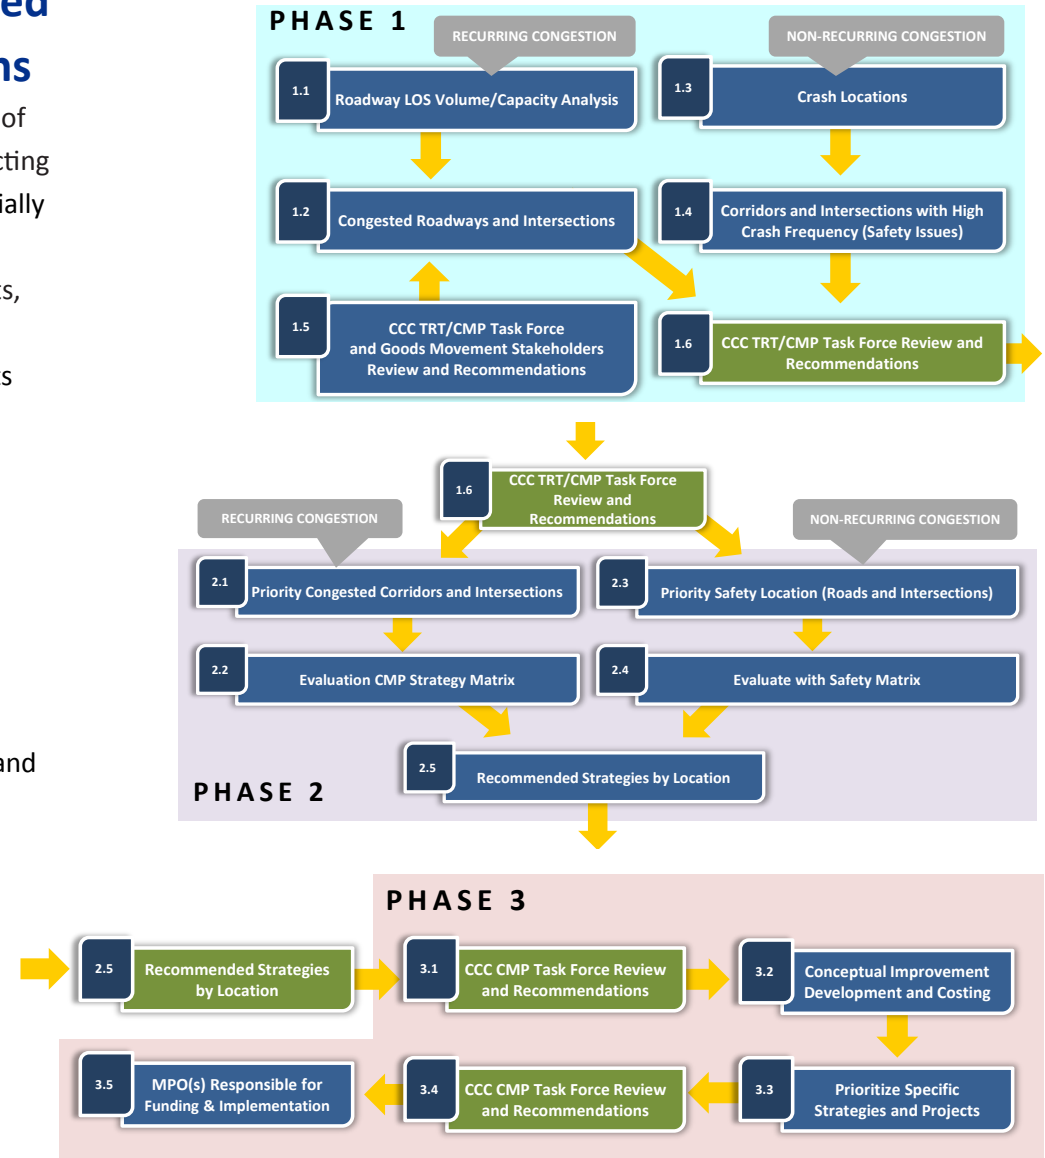 ed
ns
of
cting
ially
ts,
ts
and
PHASE 1
RECURRING CONGESTION
NON-RECURRING CONGESTION
1.1
Roadway LOS Volume/Capacity Analysis
1.3
Crash Locations
1.2
Congested Roadways and Intersections
1.4
Corridors and Intersections with High
Crash Frequency (Safety Issues)
1.5
CCC TRT/CMP Task Force
and Goods Movement Stakeholders
Review and Recommendations
1.6
CCC TRT/CMP Task Force Review and
Recommendations
1.6
CCC TRT/CMP Task Force
Review and
Recommendations
RECURRING CONGESTION
NON-RECURRING CONGESTION
2.1
Priority Congested Corridors and Intersections
2.3
Priority Safety Location (Roads and Intersections)
2.2
Evaluation CMP Strategy Matrix
2.4
Evaluate with Safety Matrix
2.5
Recommended Strategies by Location
PHASE 2
PHASE 3
2.5
Recommended Strategies
by Location
3.1
CCC CMP Task Force Review
and Recommendations
3.2
Conceptual Improvement
Development and Costing
3.5
MPO(s) Responsible for
Funding & Implementation
3.4
CCC CMP Task Force Review
and Recommendations
3.3
Prioritize Specific
Strategies and Projects